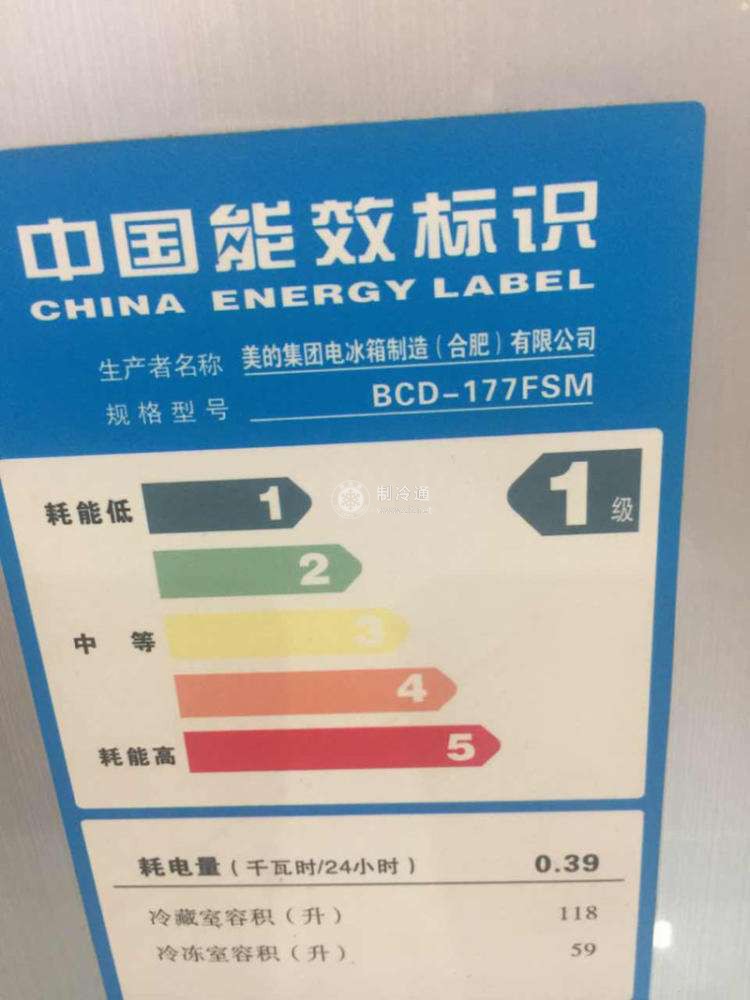 中国能效标识
CHINA ENERGY LABEL
生产者名称 美的集团电冰箱制造(合肥)有限公司
规格型号 BCD-177FSM
耗能低 1 1级
制冷通
2
中等 3
4
耗能高 5
耗电量(千瓦时/24小时) 0.39
冷藏室容积(升) 118
冷冻室容积(升) 59